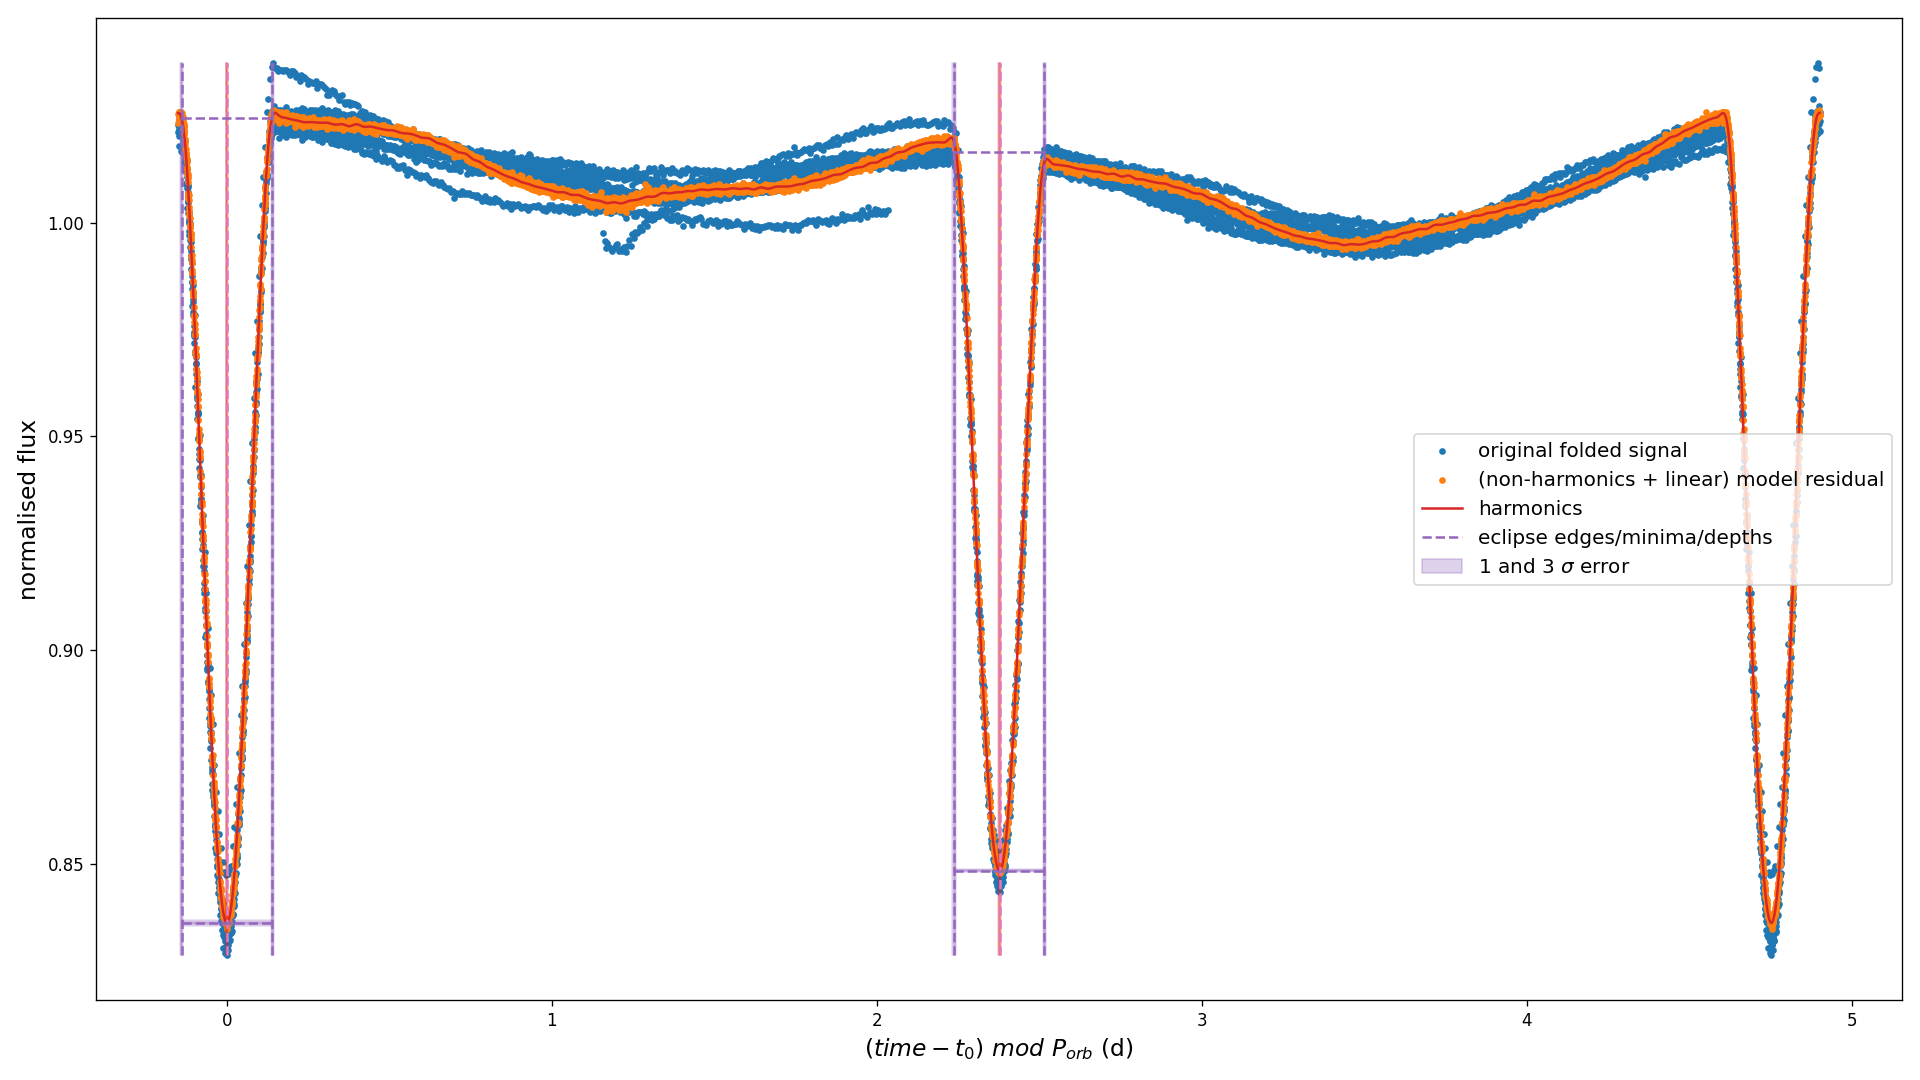 normalised flux
1.00
0.95
0.90
0.85
original folded signal
(non-harmonics + linear) model residual
harmonics
eclipse edges/minima/depths
1 and 3 σ error
0 1 2 3 4 5
(time − t₀) mod P_orb (d)